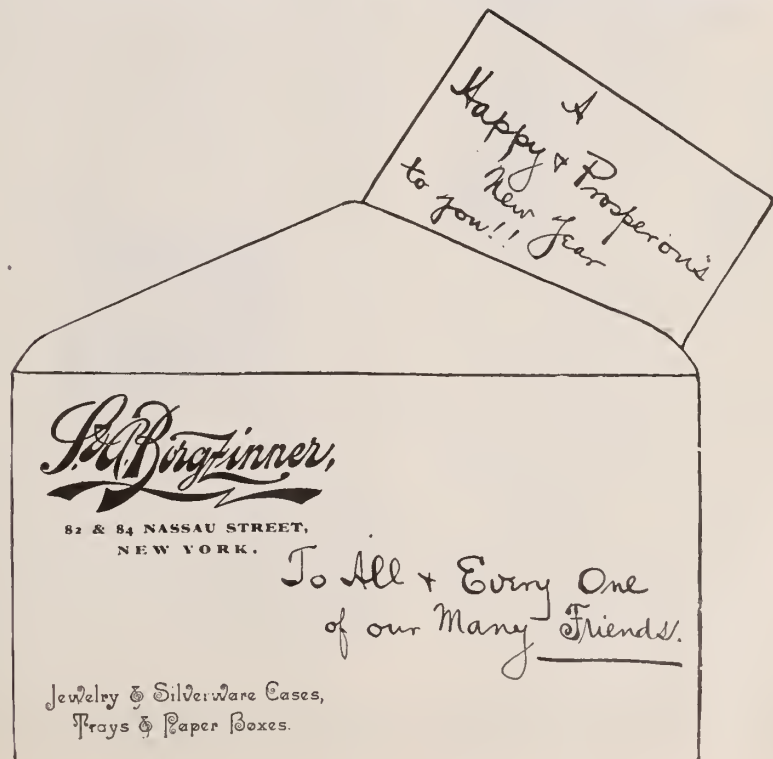 A
Happy & Prosperous
New Year
to you!!
S. & A. Borgzinner,
82 & 84 NASSAU STREET,
NEW YORK.
To All & Every One
of our Many Friends.
Jewelry & Silverware Cases,
Trays & Paper Boxes.